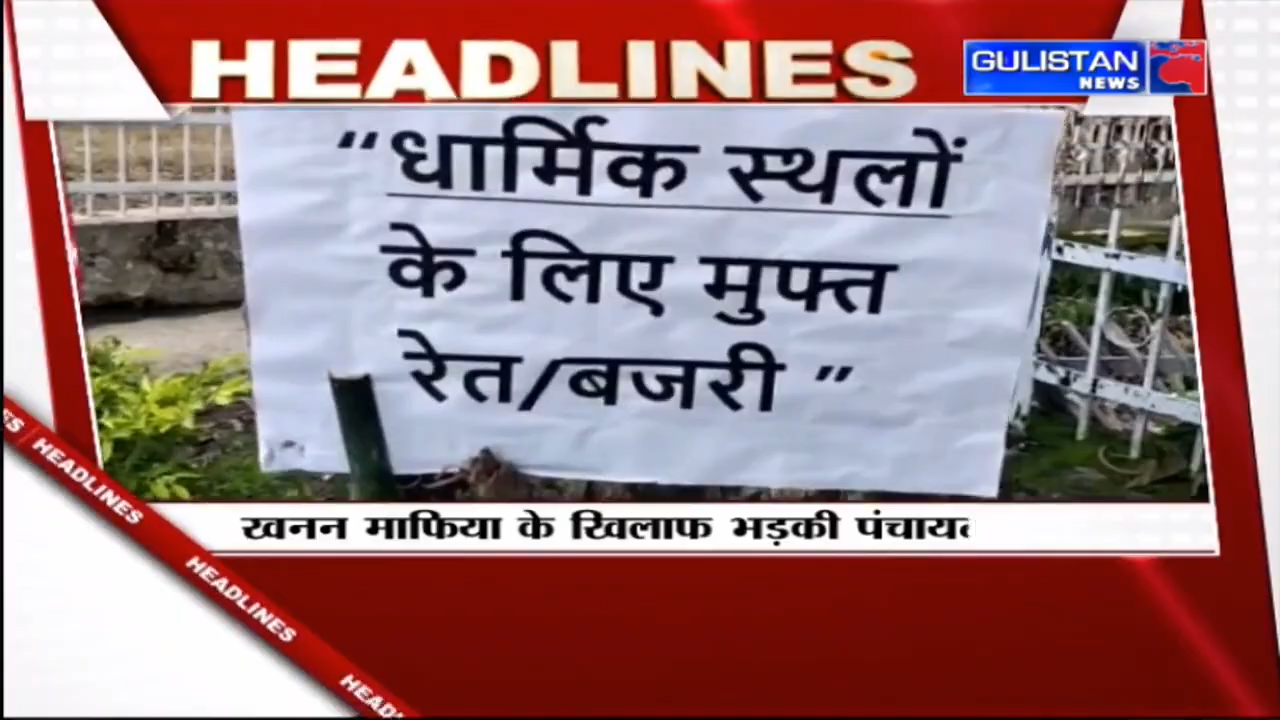 HEADLINES
GULISTAN
NEWS
“धार्मिक स्थलों
के लिए मुफ्त
रेत/बजरी ”
खनन माफिया के खिलाफ भड़की
HEADLINES
HEADLINES